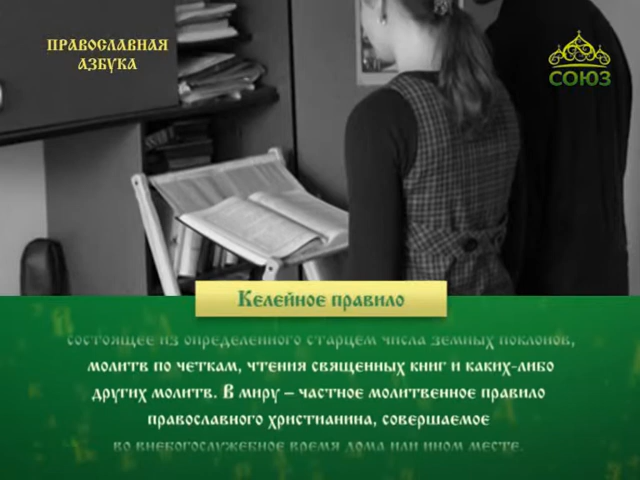 ПРАВОСЛАВНАЯ
АЗБУКА
СОЮЗ
Келейное правило
состоящее из определенного старцем числа земных поклонов,
молитв по четкам, чтения священных книг и каких-либо
других молитв. В миру – частное молитвенное правило
православного христианина, совершаемое
во внебогослужебное время дома или ином месте.